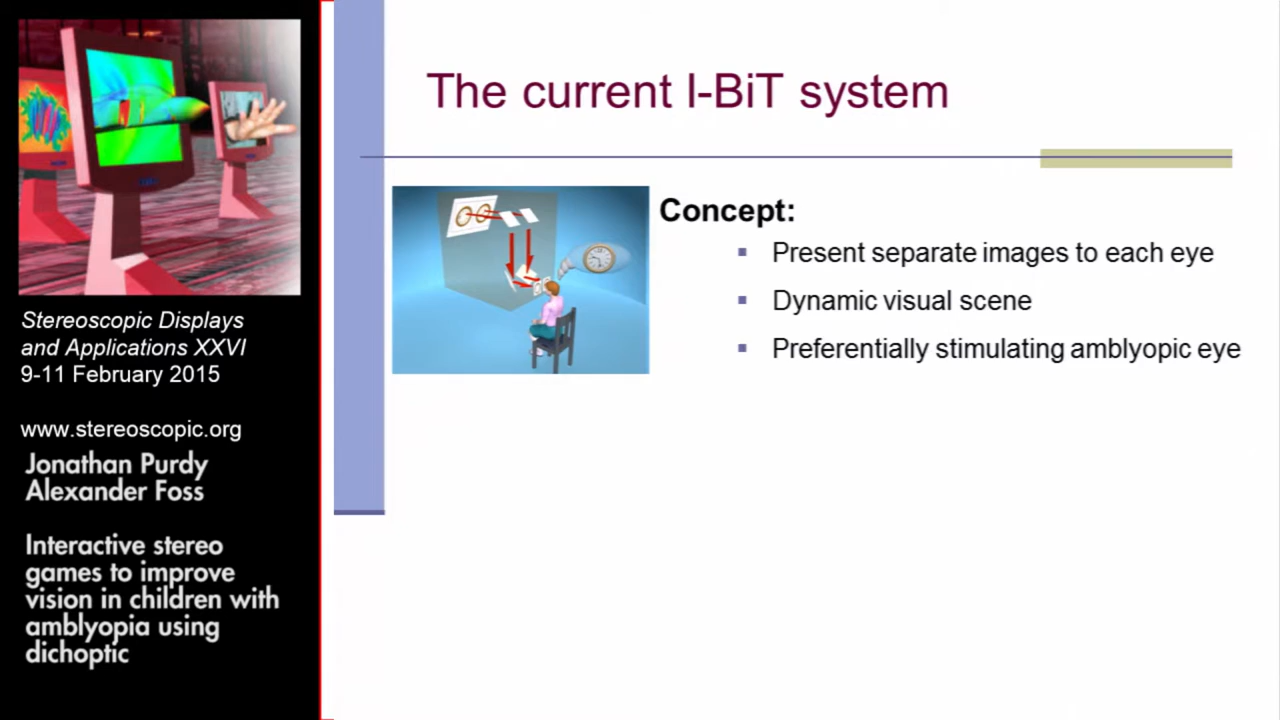 The current I-BiT system
Concept:
Present separate images to each eye
Dynamic visual scene
Preferentially stimulating amblyopic eye
Stereoscopic Displays
and Applications XXVI
9-11 February 2015
www.stereoscopic.org
Jonathan Purdy
Alexander Foss
Interactive stereo
games to improve
vision in children with
amblyopia using
dichoptic